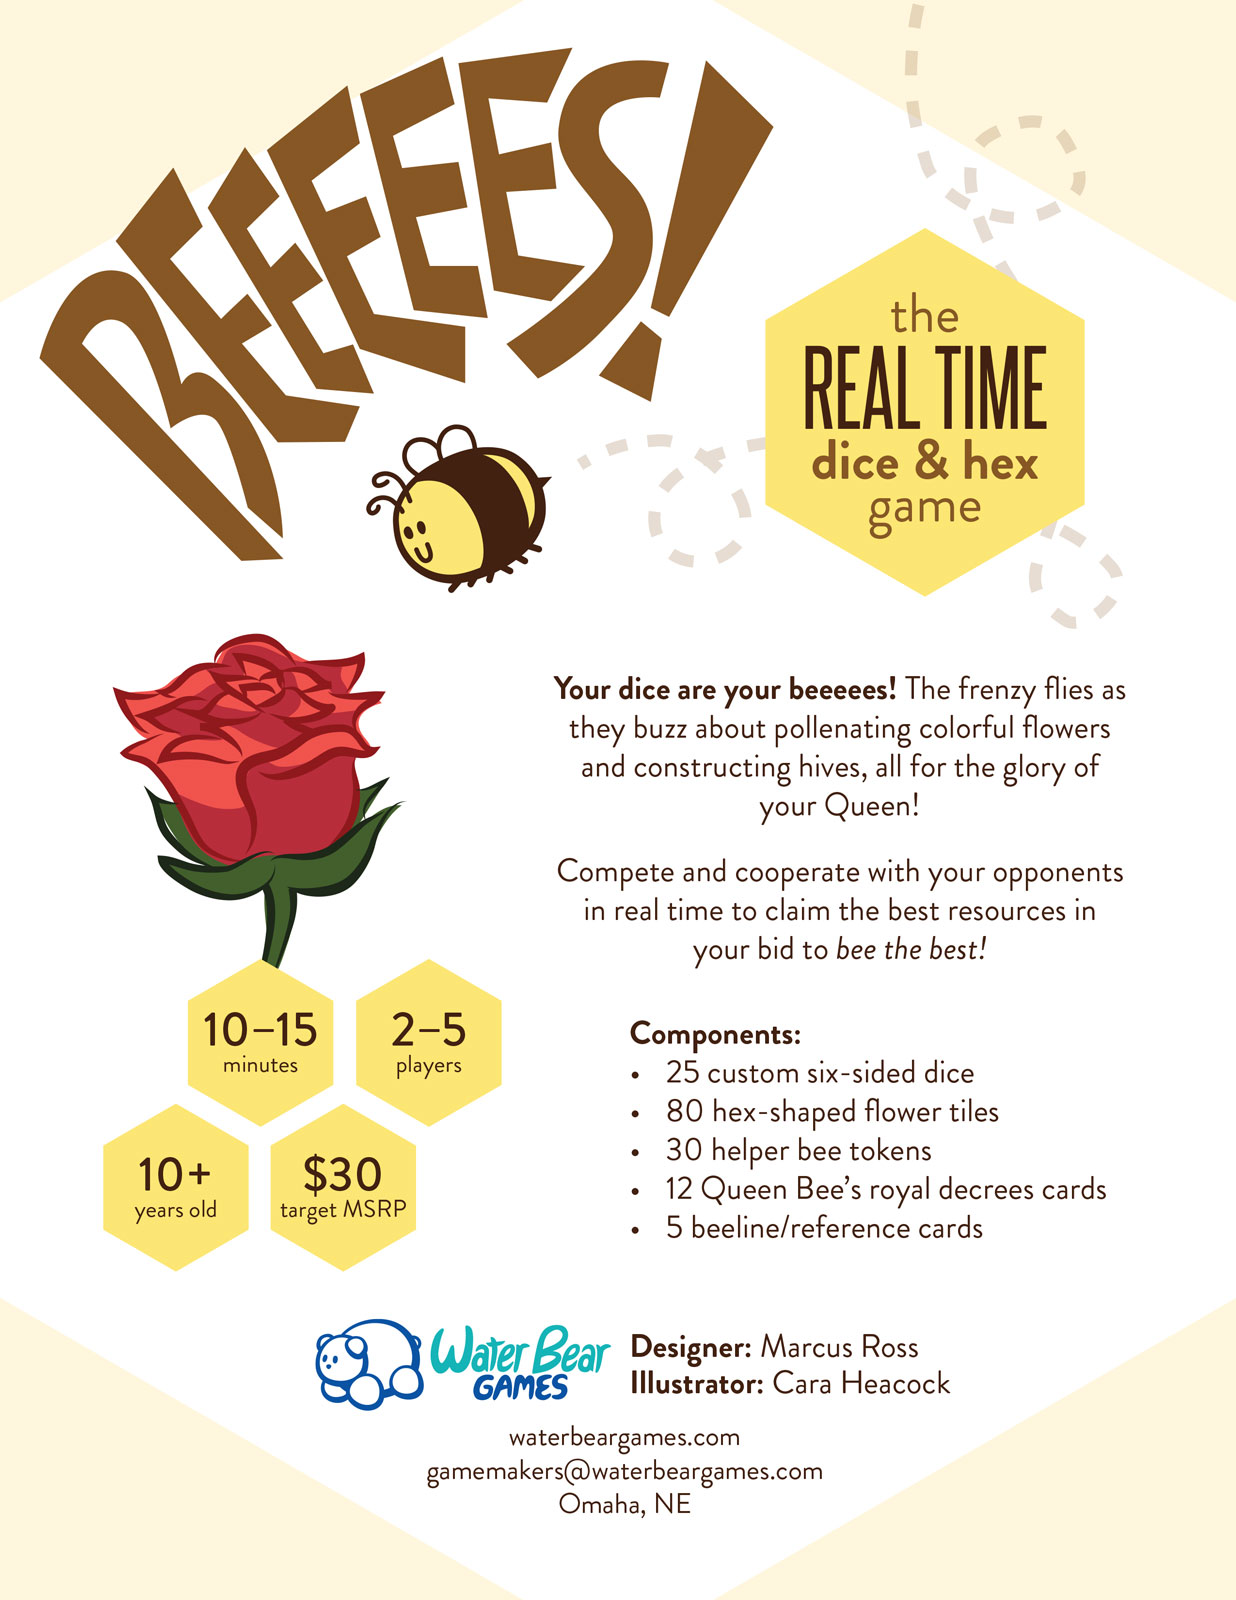 BEEEEES!
the
REAL TIME
dice & hex
game
Your dice are your beeeees! The frenzy flies as
they buzz about pollenating colorful flowers
and constructing hives, all for the glory of
your Queen!
Compete and cooperate with your opponents
in real time to claim the best resources in
your bid to bee the best!
10–15
minutes
2–5
players
10+
years old
$30
target MSRP
Components:
• 25 custom six-sided dice
• 80 hex-shaped flower tiles
• 30 helper bee tokens
• 12 Queen Bee’s royal decrees cards
• 5 beeline/reference cards
Water Bear
GAMES
Designer: Marcus Ross
Illustrator: Cara Heacock
waterbeargames.com
gamemakers@waterbeargames.com
Omaha, NE